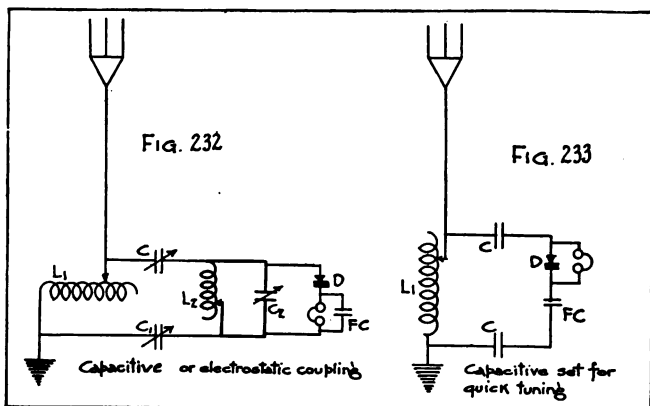 FIG. 232
FIG. 233
C
L1
L2
C2
D
FC
C1
Capacitive or electrostatic coupling
C
L1
D
FC
C
Capacitive set for
quick tuning